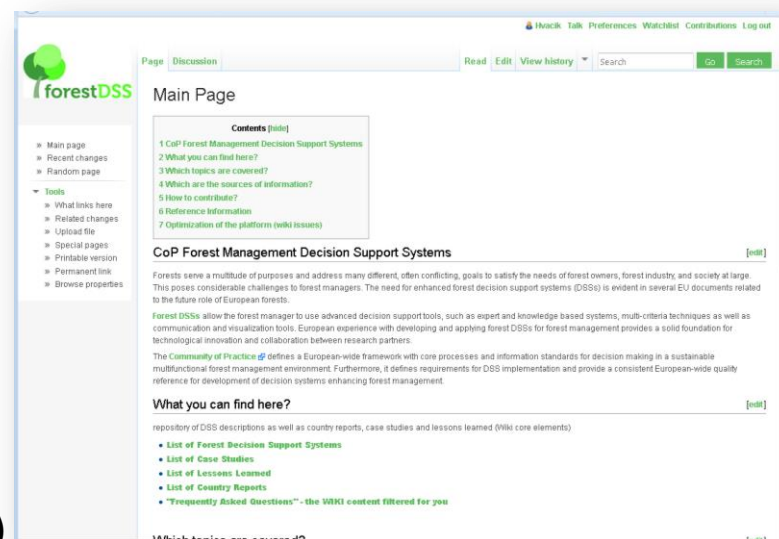 Hvacik Talk Preferences Watchlist Contributions Log out
forestDSS
Page Discussion
Read Edit View history Search Go Search
Main Page
Contents [hide]
1 CoP Forest Management Decision Support Systems
2 What you can find here?
3 Which topics are covered?
4 Which are the sources of information?
5 How to contribute?
6 Reference Information
7 Optimization of the platform (wiki issues)
» Main page
» Recent changes
» Random page
Tools
» What links here
» Related changes
» Upload file
» Special pages
» Printable version
» Permanent link
» Browse properties
CoP Forest Management Decision Support Systems [edit]
Forests serve a multitude of purposes and address many different, often conflicting, goals to satisfy the needs of forest owners, forest industry, and society at large.
This poses considerable challenges to forest managers. The need for enhanced forest decision support systems (DSSs) is evident in several EU documents related
to the future role of European forests.
Forest DSSs allow the forest manager to use advanced decision support tools, such as expert and knowledge based systems, multi-criteria techniques as well as
communication and visualization tools. European experience with developing and applying forest DSSs for forest management provides a solid foundation for
technological innovation and collaboration between research partners.
The Community of Practice defines a European-wide framework with core processes and information standards for decision making in a sustainable
multifunctional forest management environment. Furthermore, it defines requirements for DSS implementation and provide a consistent European-wide quality
reference for development of decision systems enhancing forest management.
What you can find here? [edit]
repository of DSS descriptions as well as country reports, case studies and lessons learned (Wiki core elements)
• List of Forest Decision Support Systems
• List of Case Studies
• List of Lessons Learned
• List of Country Reports
• "Frequently Asked Questions" - the WIKI content filtered for you
Which topics are covered? [edit]
)